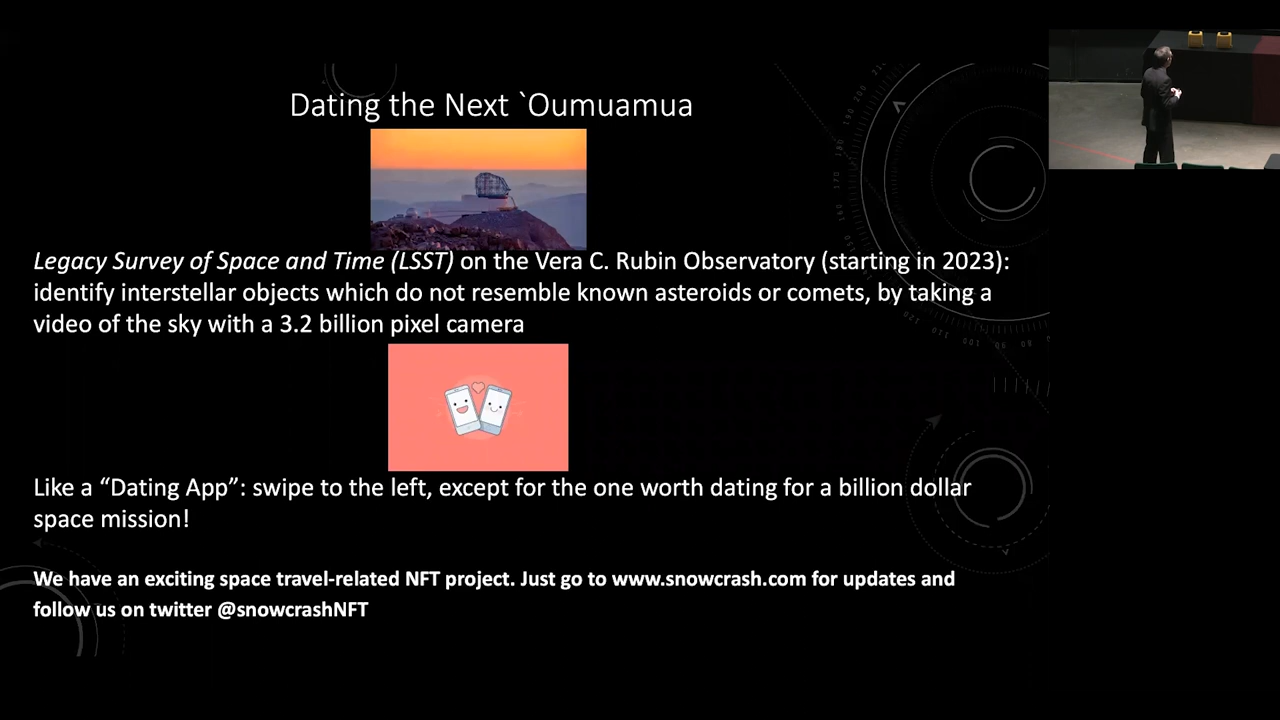 Dating the Next `Oumuamua
Legacy Survey of Space and Time (LSST) on the Vera C. Rubin Observatory (starting in 2023):
identify interstellar objects which do not resemble known asteroids or comets, by taking a
video of the sky with a 3.2 billion pixel camera
Like a “Dating App”: swipe to the left, except for the one worth dating for a billion dollar
space mission!
We have an exciting space travel-related NFT project. Just go to www.snowcrash.com for updates and
follow us on twitter @snowcrashNFT